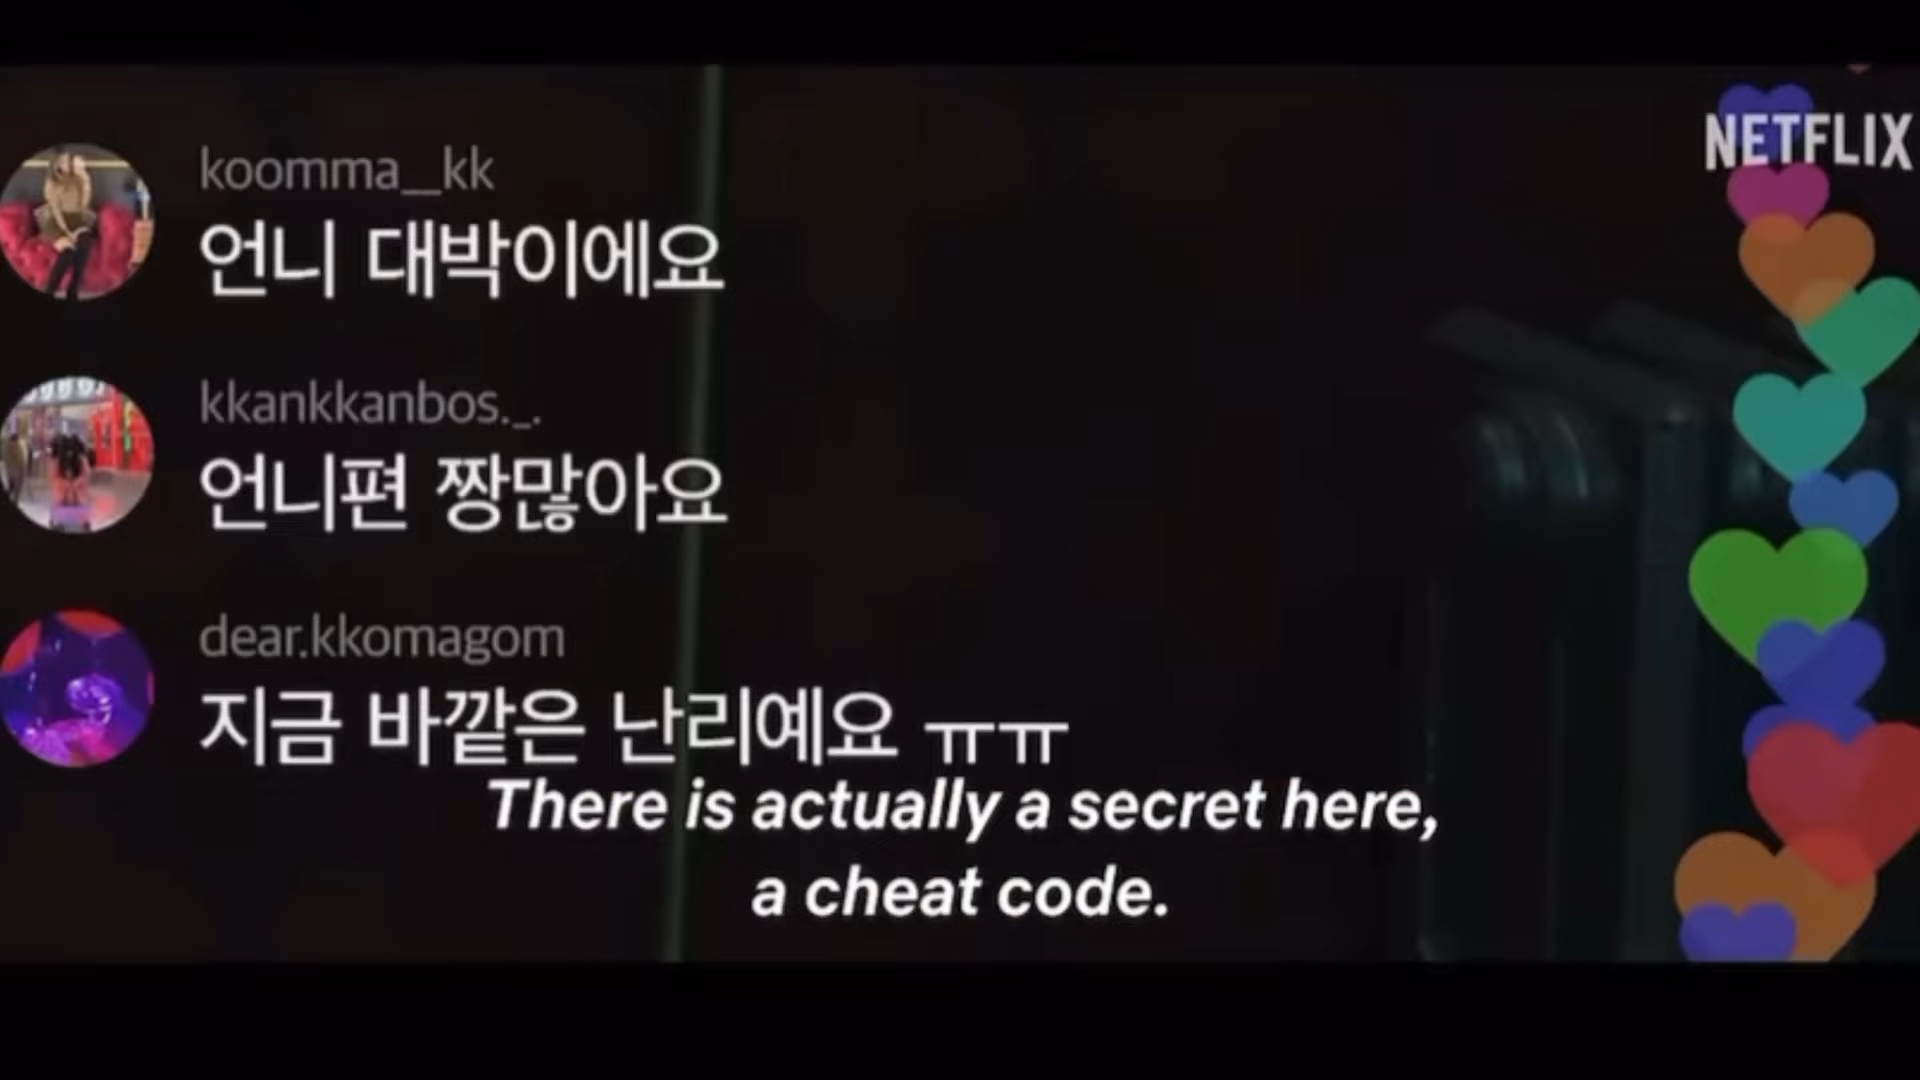 NETFLIX
koomma__kk
언니 대박이에요
kkankkanbos._.
언니편 짱많아요
dear.kkomagom
지금 바깥은 난리예요 ㅠㅠ
There is actually a secret here,
a cheat code.